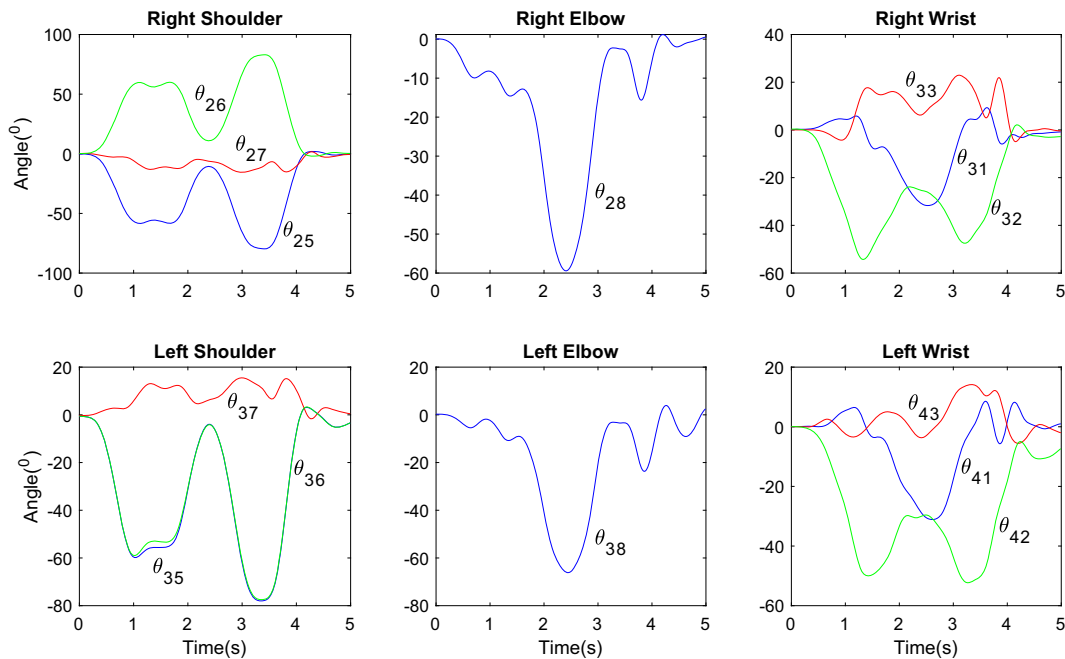 Right Shoulder
Right Elbow
Right Wrist
Angle(⁰)
100
50
0
-50
-100
0 1 2 3 4 5
θ26
θ27
θ25
0
-10
-20
-30
-40
-50
-60
0 1 2 3 4 5
θ28
40
20
0
-20
-40
-60
0 1 2 3 4 5
θ33
θ31
θ32
Left Shoulder
Left Elbow
Left Wrist
Angle(⁰)
20
0
-20
-40
-60
-80
0 1 2 3 4 5
Time(s)
θ37
θ36
θ35
20
0
-20
-40
-60
-80
0 1 2 3 4 5
Time(s)
θ38
20
0
-20
-40
-60
0 1 2 3 4 5
Time(s)
θ43
θ41
θ42